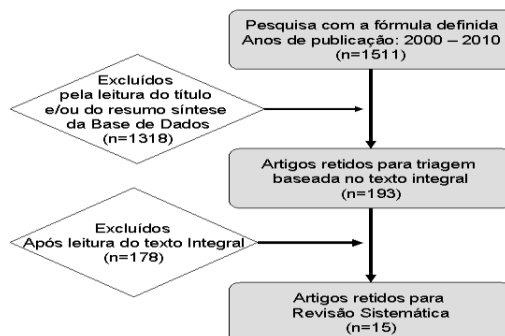 Pesquisa com a fórmula definida
Anos de publicação: 2000 – 2010
(n=1511)
Excluídos
pela leitura do título
e/ou do resumo síntese
da Base de Dados
(n=1318)
Artigos retidos para triagem
baseada no texto integral
(n=193)
Excluídos
Após leitura do texto Integral
(n=178)
Artigos retidos para
Revisão Sistemática
(n=15)